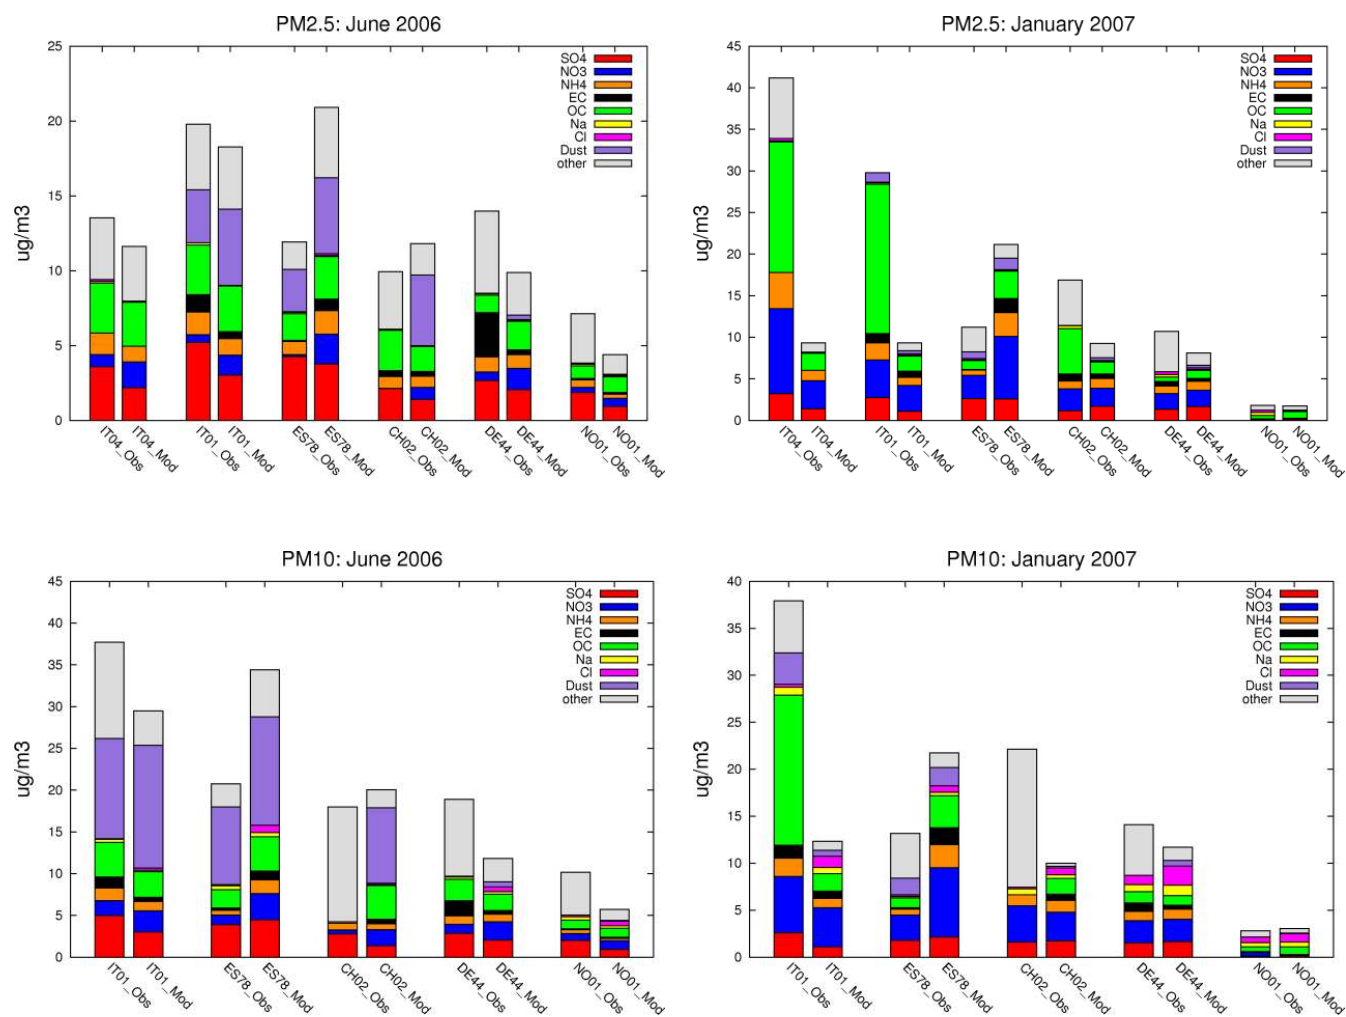 PM2.5: June 2006
25
20
15
10
5
0
ug/m3
SO4
NO3
NH4
EC
OC
Na
Cl
Dust
other
IT04_Obs
IT04_Mod
IT01_Obs
IT01_Mod
ES78_Obs
ES78_Mod
CH02_Obs
CH02_Mod
DE44_Obs
DE44_Mod
NO01_Obs
NO01_Mod
PM2.5: January 2007
45
40
35
30
25
20
15
10
5
0
ug/m3
SO4
NO3
NH4
EC
OC
Na
Cl
Dust
other
IT04_Obs
IT04_Mod
IT01_Obs
IT01_Mod
ES78_Obs
ES78_Mod
CH02_Obs
CH02_Mod
DE44_Obs
DE44_Mod
NO01_Obs
NO01_Mod
PM10: June 2006
45
40
35
30
25
20
15
10
5
0
ug/m3
SO4
NO3
NH4
EC
OC
Na
Cl
Dust
other
IT01_Obs
IT01_Mod
ES78_Obs
ES78_Mod
CH02_Obs
CH02_Mod
DE44_Obs
DE44_Mod
NO01_Obs
NO01_Mod
PM10: January 2007
40
35
30
25
20
15
10
5
0
ug/m3
SO4
NO3
NH4
EC
OC
Na
Cl
Dust
other
IT01_Obs
IT01_Mod
ES78_Obs
ES78_Mod
CH02_Obs
CH02_Mod
DE44_Obs
DE44_Mod
NO01_Obs
NO01_Mod